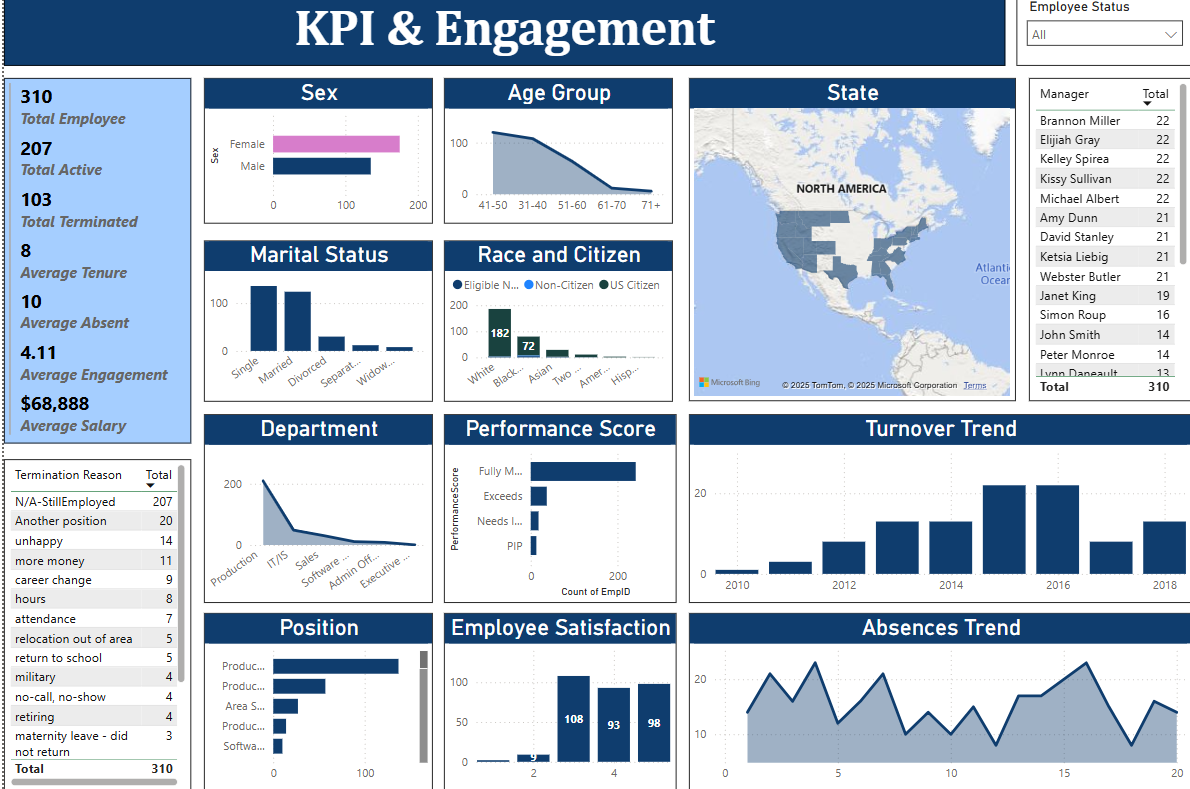 KPI & Engagement
Employee Status
All
310
Total Employee
207
Total Active
103
Total Terminated
8
Average Tenure
10
Average Absent
4.11
Average Engagement
$68,888
Average Salary
Sex
Sex
Female
Male
0 100 200
Age Group
100
0
41-50 31-40 51-60 61-70 71+
State
NORTH AMERICA
Atlantic
Ocean
Microsoft Bing
© 2025 TomTom, © 2025 Microsoft Corporation Terms
Manager Total
Brannon Miller 22
Elijiah Gray 22
Kelley Spirea 22
Kissy Sullivan 22
Michael Albert 22
Amy Dunn 21
David Stanley 21
Ketsia Liebig 21
Webster Butler 21
Janet King 19
Simon Roup 16
John Smith 14
Peter Monroe 14
Lynn Daneault 13
Total 310
Marital Status
100
0
Single Married Divorced Separat... Widow...
Race and Citizen
Eligible N... Non-Citizen US Citizen
200
100
0
182
72
White Black... Asian Two ... Amer... Hisp...
Termination Reason Total
N/A-StillEmployed 207
Another position 20
unhappy 14
more money 11
career change 9
hours 8
attendance 7
relocation out of area 5
return to school 5
military 4
no-call, no-show 4
retiring 4
maternity leave - did 3
not return
Total 310
Department
200
0
Production IT/IS Sales Software ... Admin Off... Executive ...
Performance Score
PerformanceScore
Fully M...
Exceeds
Needs I...
PIP
0 200
Count of EmpID
Turnover Trend
20
0
2010 2012 2014 2016 2018
Position
Produc...
Produc...
Area S...
Produc...
Softwa...
0 100
Employee Satisfaction
100
50
0
9
108
93
98
2 4
Absences Trend
20
10
0 5 10 15 20